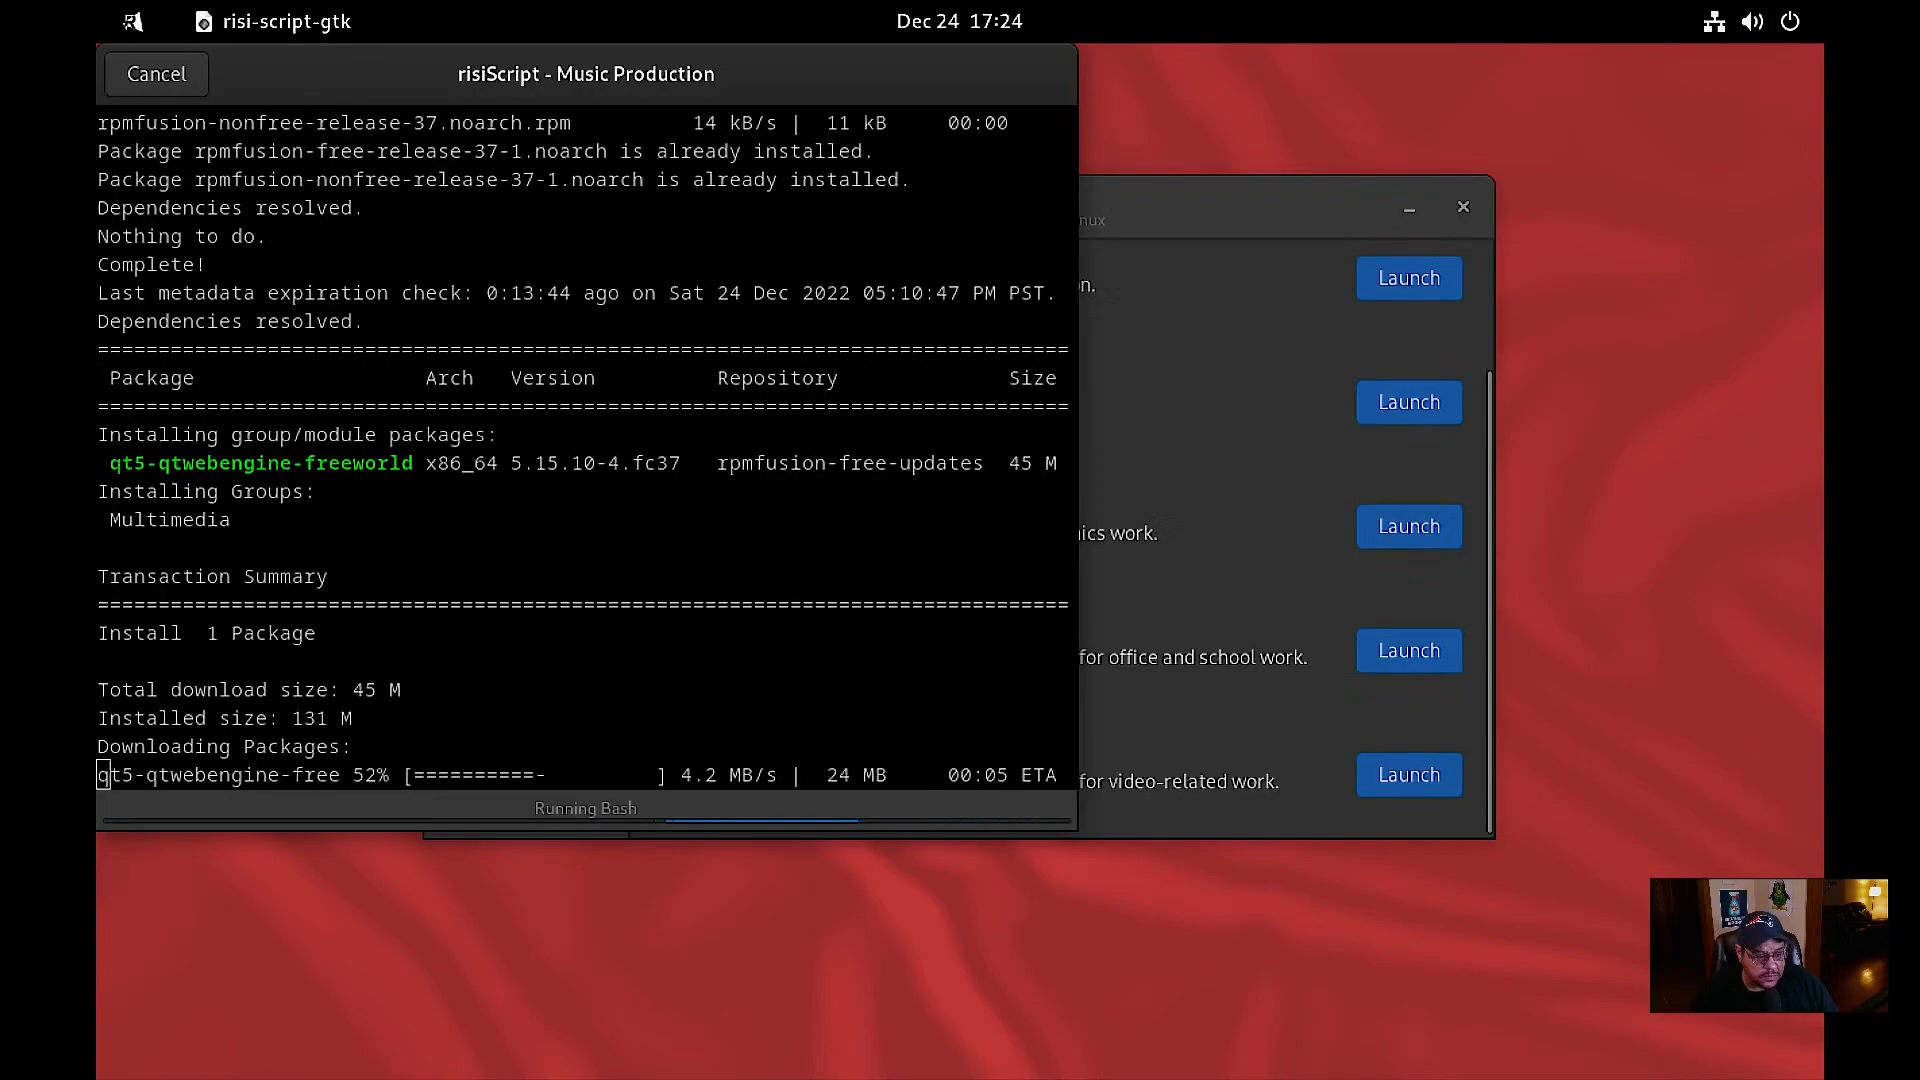 risi-script-gtk
Dec 24 17:24
Cancel
risiScript - Music Production
rpmfusion-nonfree-release-37.noarch.rpm 14 kB/s | 11 kB 00:00
Package rpmfusion-free-release-37-1.noarch is already installed.
Package rpmfusion-nonfree-release-37-1.noarch is already installed.
Dependencies resolved.
Nothing to do.
Complete!
Last metadata expiration check: 0:13:44 ago on Sat 24 Dec 2022 05:10:47 PM PST.
Dependencies resolved.
================================================================================
Package Arch Version Repository Size
================================================================================
Installing group/module packages:
qt5-qtwebengine-freeworld x86_64 5.15.10-4.fc37 rpmfusion-free-updates 45 M
Installing Groups:
Multimedia
Transaction Summary
================================================================================
Install 1 Package
Total download size: 45 M
Installed size: 131 M
Downloading Packages:
qt5-qtwebengine-free 52% [==========- ] 4.2 MB/s | 24 MB 00:05 ETA
Running Bash
nux
n.
Launch
Launch
ics work.
Launch
for office and school work.
Launch
for video-related work.
Launch